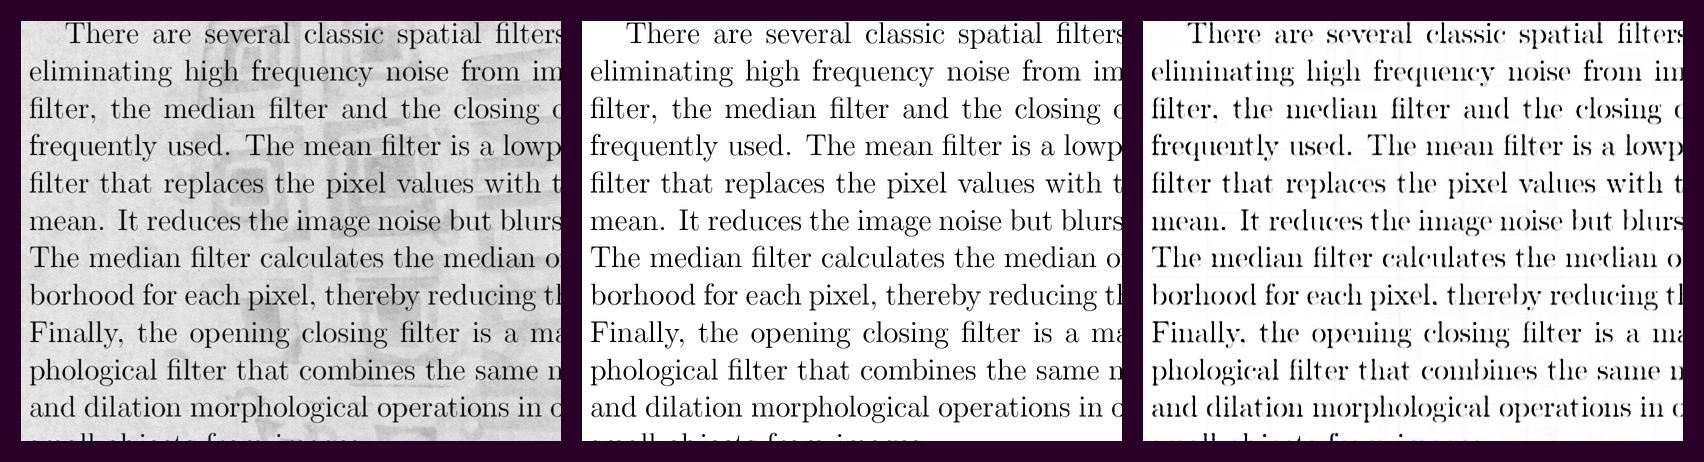 There are several classic spatial filters
eliminating high frequency noise from im
filter, the median filter and the closing
frequently used. The mean filter is a lowp
filter that replaces the pixel values with t
mean. It reduces the image noise but blurs
The median filter calculates the median o
borhood for each pixel, thereby reducing
Finally, the opening closing filter is a ma
phological filter that combines the same
and dilation morphological operations in
There are several classic spatial filters
eliminating high frequency noise from im
filter, the median filter and the closing
frequently used. The mean filter is a lowp
filter that replaces the pixel values with t
mean. It reduces the image noise but blurs
The median filter calculates the median o
borhood for each pixel, thereby reducing
Finally, the opening closing filter is a ma
phological filter that combines the same
and dilation morphological operations in
There are several classic spatial filters
eliminating high frequency noise from im
filter, the median filter and the closing
frequently used. The mean filter is a lowp
filter that replaces the pixel values with t
mean. It reduces the image noise but blurs
The median filter calculates the median o
borhood for each pixel, thereby reducing
Finally, the opening closing filter is a ma
phological filter that combines the same
and dilation morphological operations in